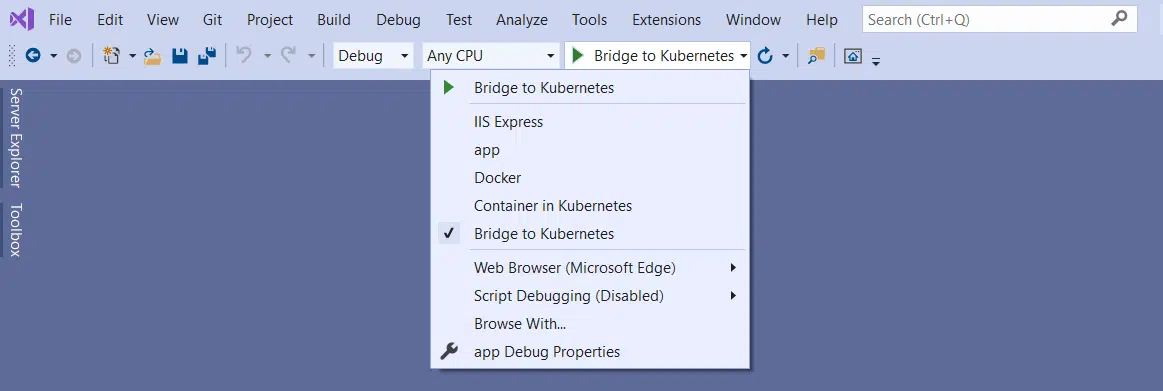 File Edit View Git Project Build Debug Test Analyze Tools Extensions Window Help Search (Ctrl+Q)
Debug Any CPU Bridge to Kubernetes
Server Explorer
Toolbox
Bridge to Kubernetes
IIS Express
app
Docker
Container in Kubernetes
Bridge to Kubernetes
Web Browser (Microsoft Edge)
Script Debugging (Disabled)
Browse With...
app Debug Properties